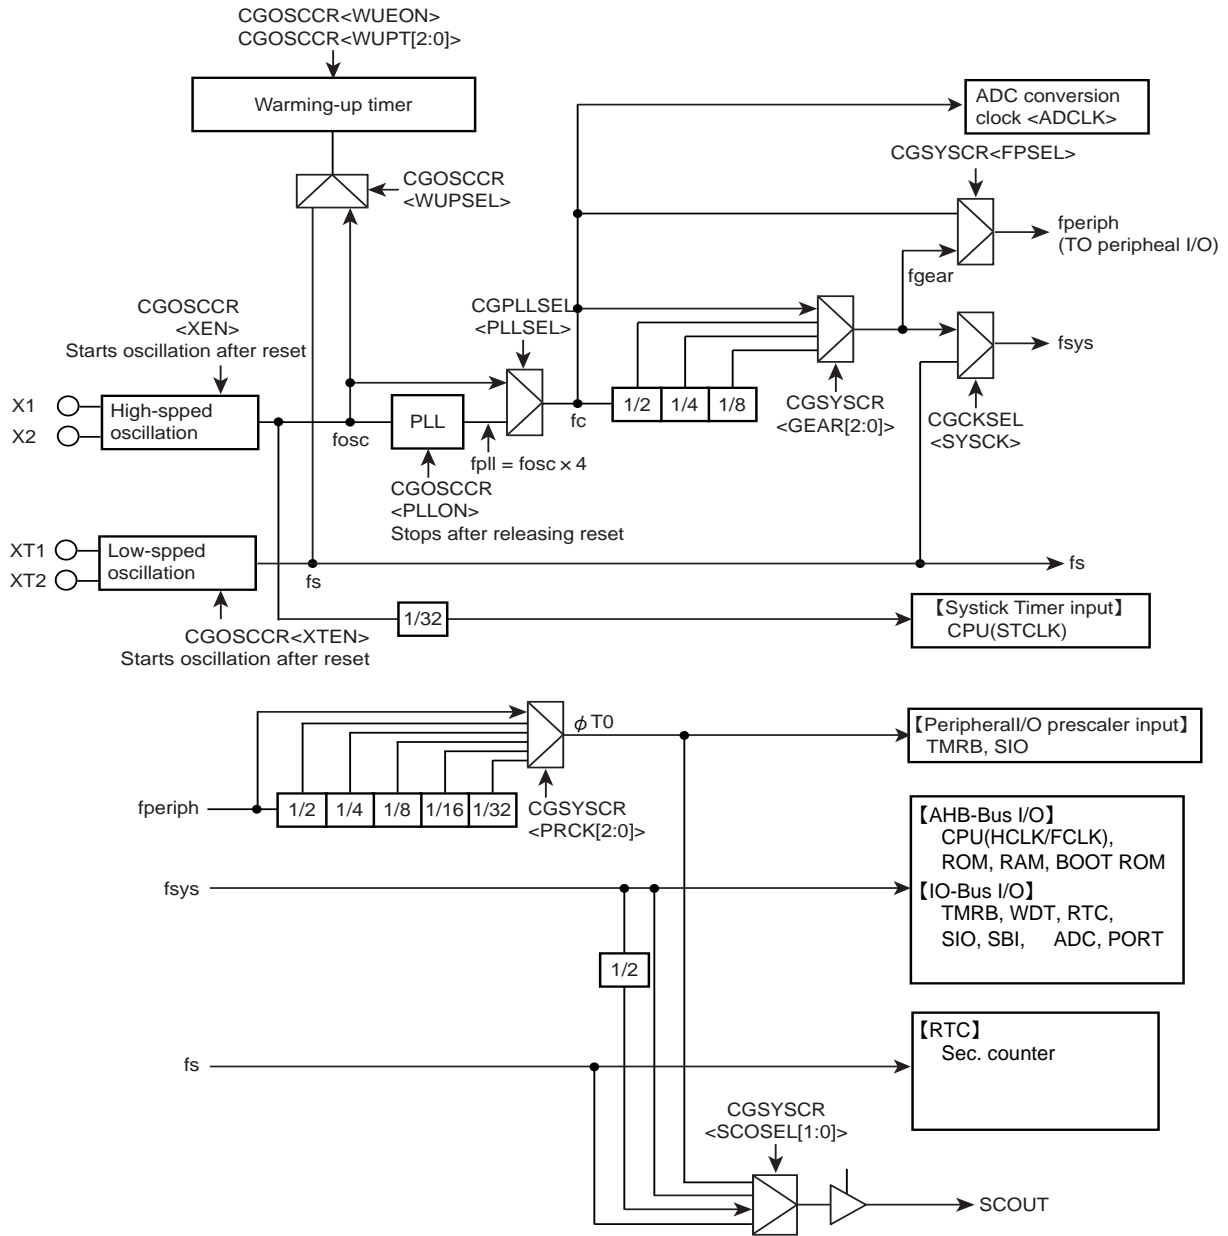 CGOSCCR<WUEON>
CGOSCCR<WUPT[2:0]>
Warming-up timer
ADC conversion
clock <ADCLK>
CGSYSCR<FPSEL>
CGOSCCR
<WUPSEL>
fperiph
(TO peripheal I/O)
fgear
CGOSCCR
<XEN>
Starts oscillation after reset
CGPLLSEL
<PLLSEL>
fsys
X1
X2
High-spped
oscillation
fosc
PLL
fpll = fosc × 4
fc
1/2
1/4
1/8
CGSYSCR
<GEAR[2:0]>
CGCKSEL
<SYSCK>
CGOSCCR
<PLLON>
Stops after releasing reset
XT1
XT2
Low-spped
oscillation
fs
fs
1/32
【Systick Timer input】
CPU(STCLK)
CGOSCCR<XTEN>
Starts oscillation after reset
ϕT0
【PeripheralI/O prescaler input】
TMRB, SIO
fperiph
1/2
1/4
1/8
1/16
1/32
CGSYSCR
<PRCK[2:0]>
【AHB-Bus I/O】
CPU(HCLK/FCLK),
ROM, RAM, BOOT ROM
fsys
【IO-Bus I/O】
TMRB, WDT, RTC,
SIO, SBI, ADC, PORT
1/2
【RTC】
Sec. counter
fs
CGSYSCR
<SCOSEL[1:0]>
SCOUT